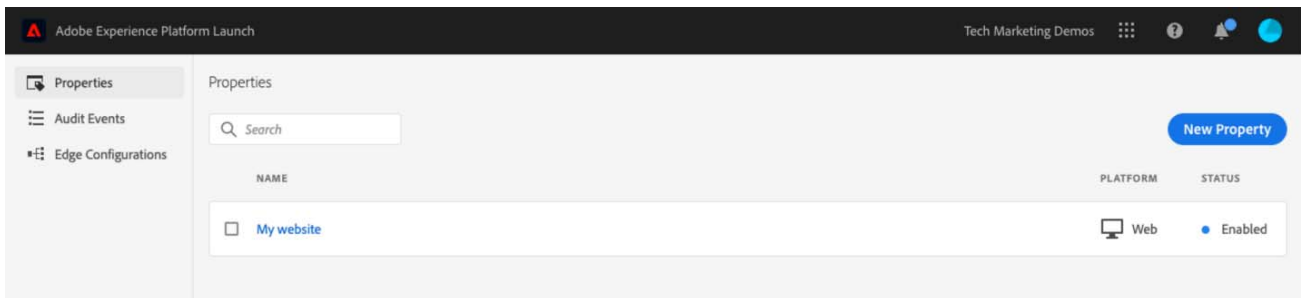 Adobe Experience Platform Launch
Tech Marketing Demos
Properties
Audit Events
Edge Configurations
Properties
Search
New Property
NAME
PLATFORM
STATUS
My website
Web
Enabled